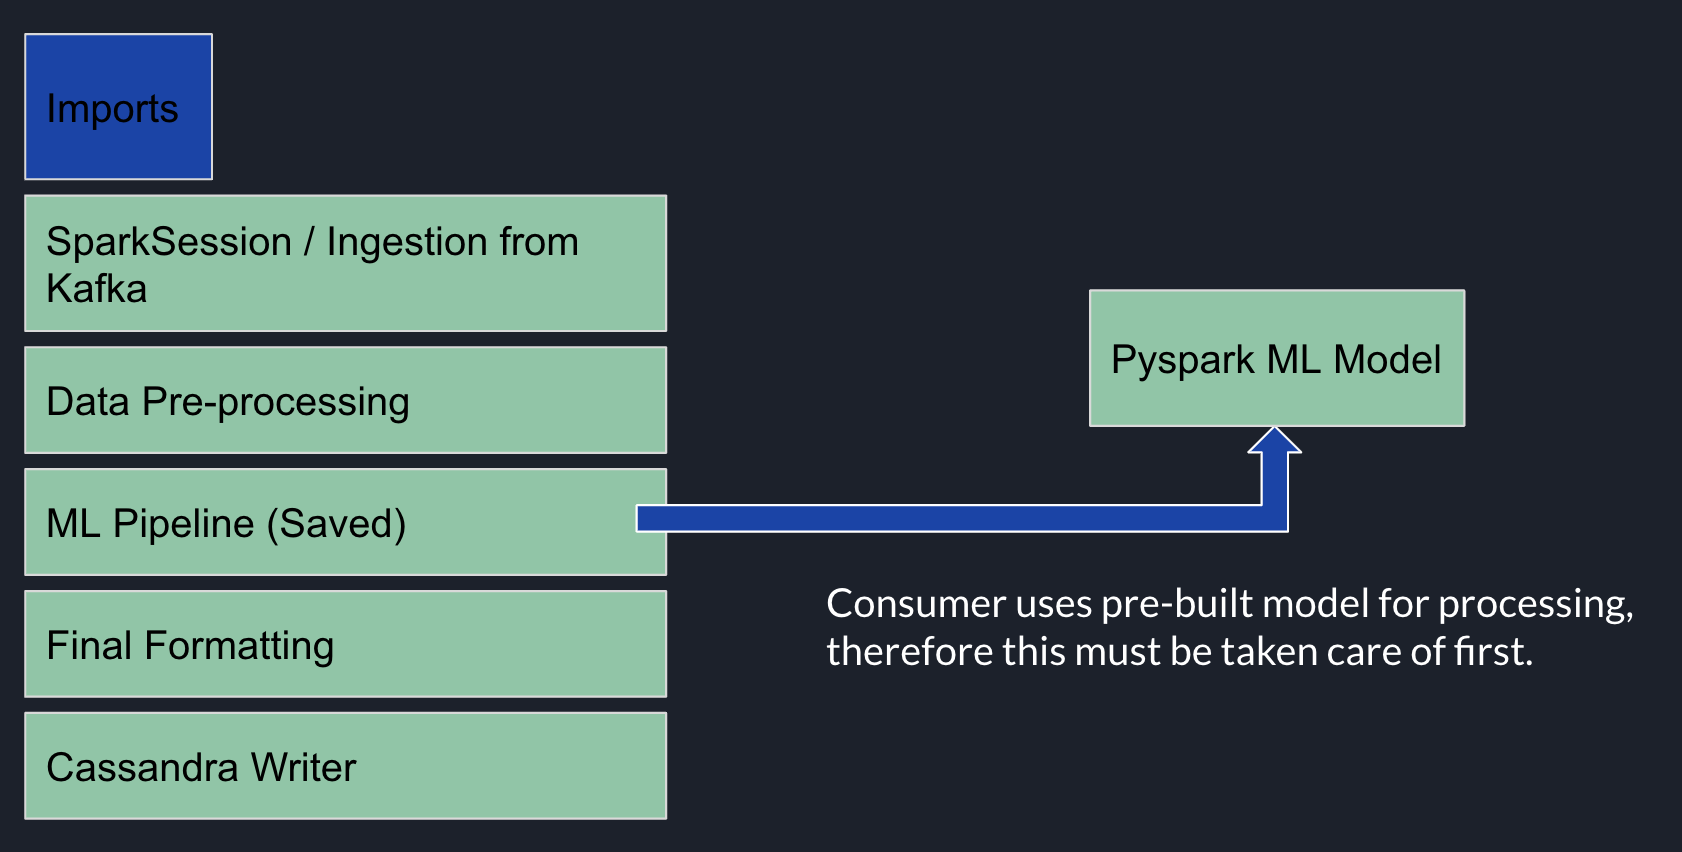 Imports
SparkSession / Ingestion from
Kafka
Data Pre-processing
ML Pipeline (Saved)
Final Formatting
Cassandra Writer
Pyspark ML Model
Consumer uses pre-built model for processing,
therefore this must be taken care of first.